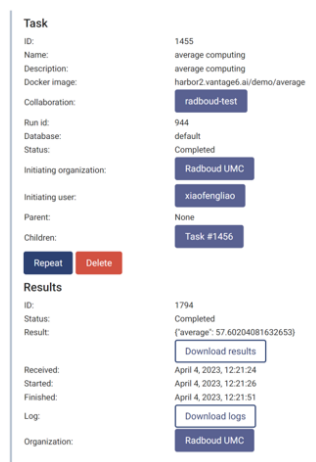 Task
ID: 1455
Name: average computing
Description: average computing
Docker image: harbor2.vantage6.ai/demo/average
Collaboration: radboud-test
Run id: 944
Database: default
Status: Completed
Initiating organization: Radboud UMC
Initiating user: xiaofengliao
Parent: None
Children: Task #1456
Repeat Delete
Results
ID: 1794
Status: Completed
Result: {"average": 57.60204081632653}
Download results
Received: April 4, 2023, 12:21:24
Started: April 4, 2023, 12:21:26
Finished: April 4, 2023, 12:21:51
Log: Download logs
Organization: Radboud UMC